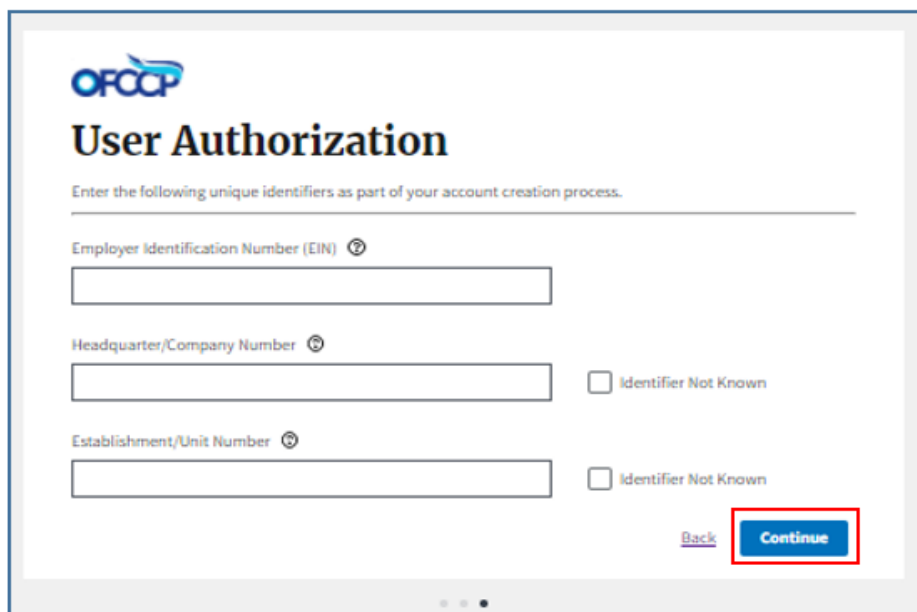 OFCCP
User Authorization
Enter the following unique identifiers as part of your account creation process.
Employer Identification Number (EIN) ?
Headquarter/Company Number ?
Identifier Not Known
Establishment/Unit Number ?
Identifier Not Known
Back Continue